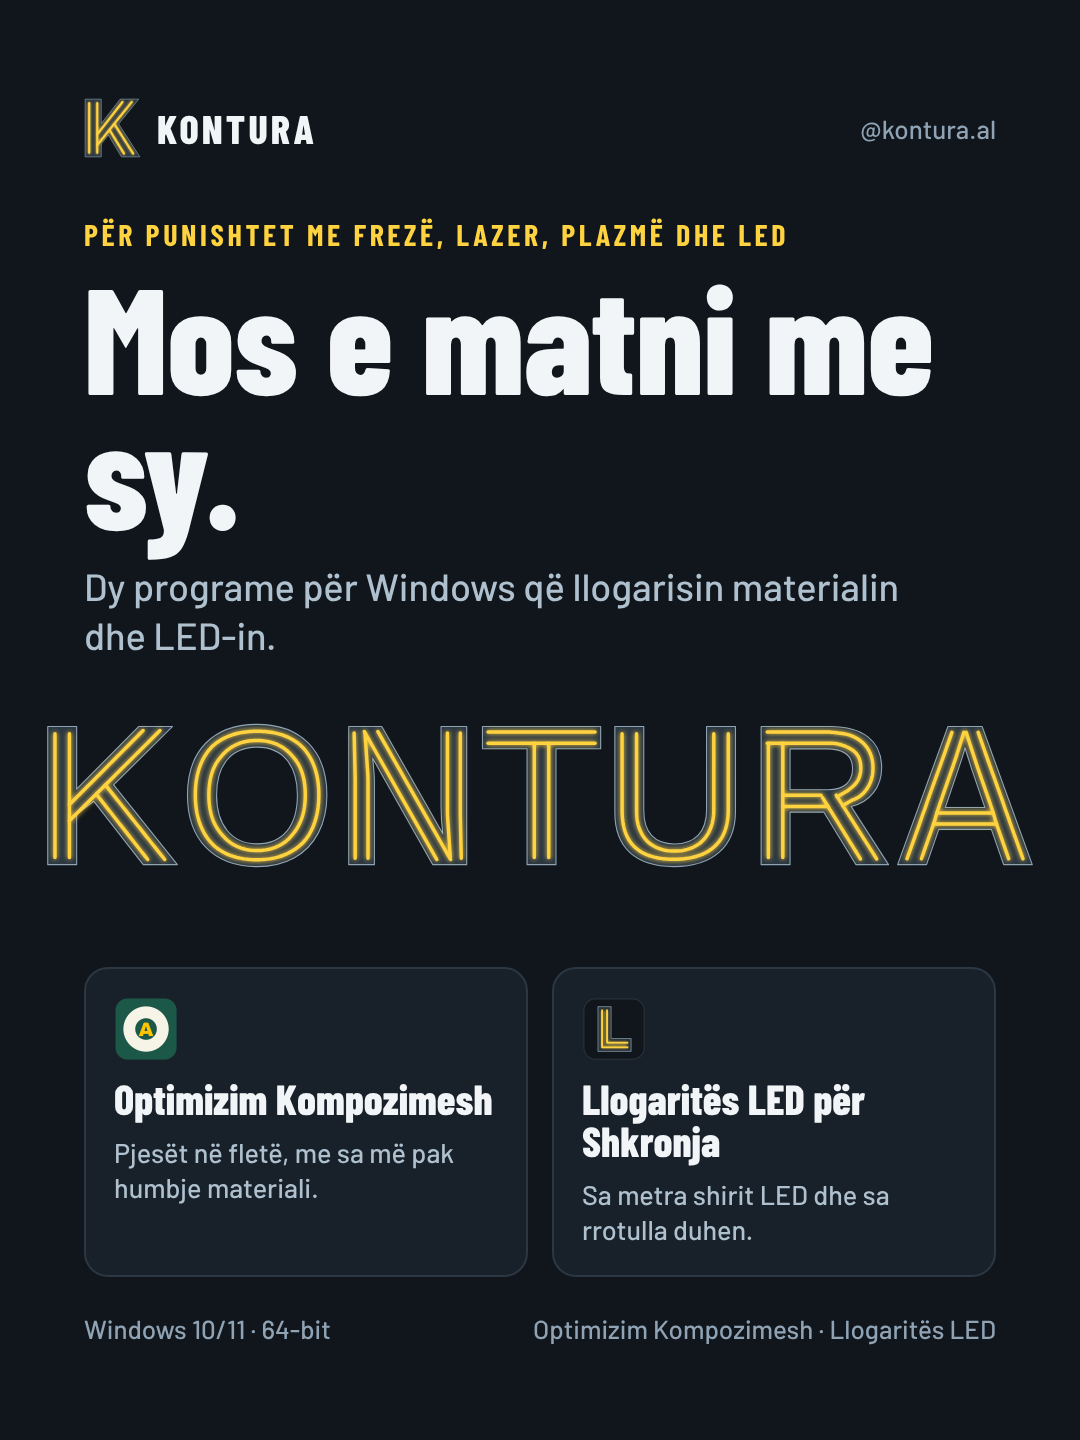 K KONTURA
@kontura.al
PËR PUNISHTET ME FREZË, LAZER, PLAZMË DHE LED
Mos e matni me
sy.
Dy programe për Windows që llogarisin materialin
dhe LED-in.
KONTURA
A
Optimizim Kompozimesh
Pjesët në fletë, me sa më pak
humbje materiali.
L
Llogaritës LED për
Shkronja
Sa metra shirit LED dhe sa
rrotulla duhen.
Windows 10/11 · 64-bit
Optimizim Kompozimesh · Llogaritës LED